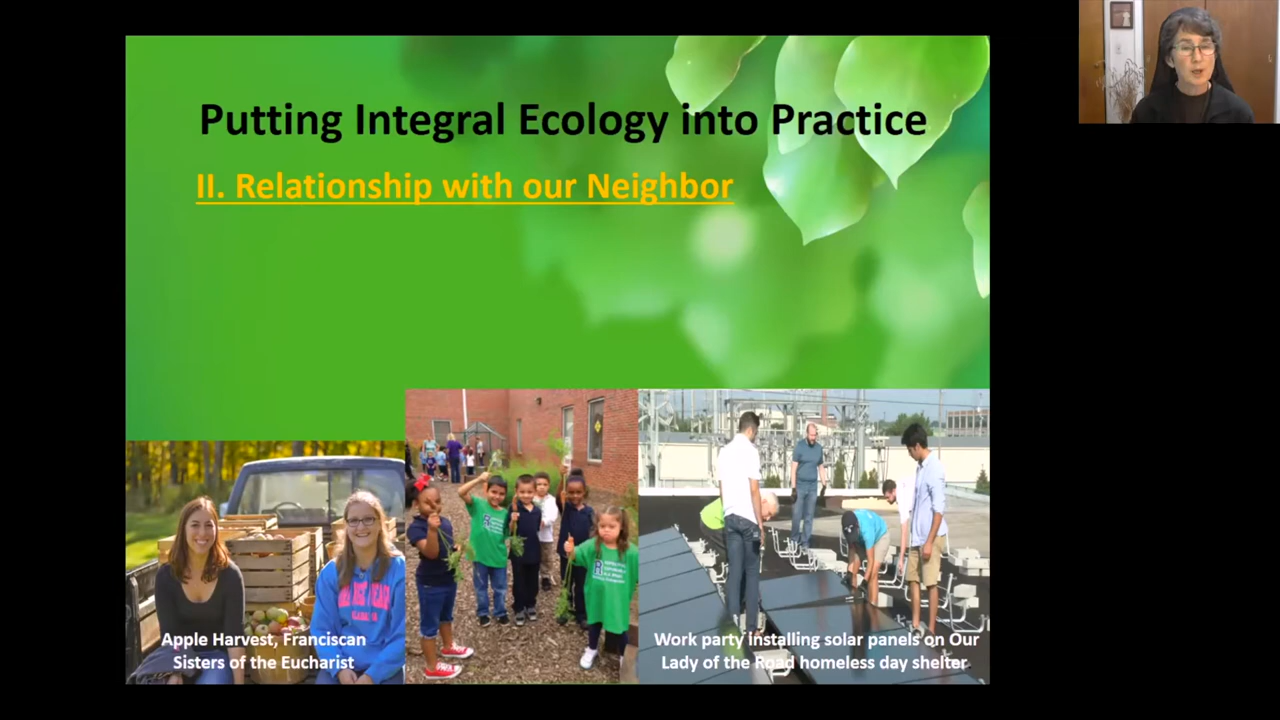 Putting Integral Ecology into Practice
II. Relationship with our Neighbor
Apple Harvest, Franciscan
Sisters of the Eucharist
Work party installing solar panels on Our
Lady of the Road homeless day shelter